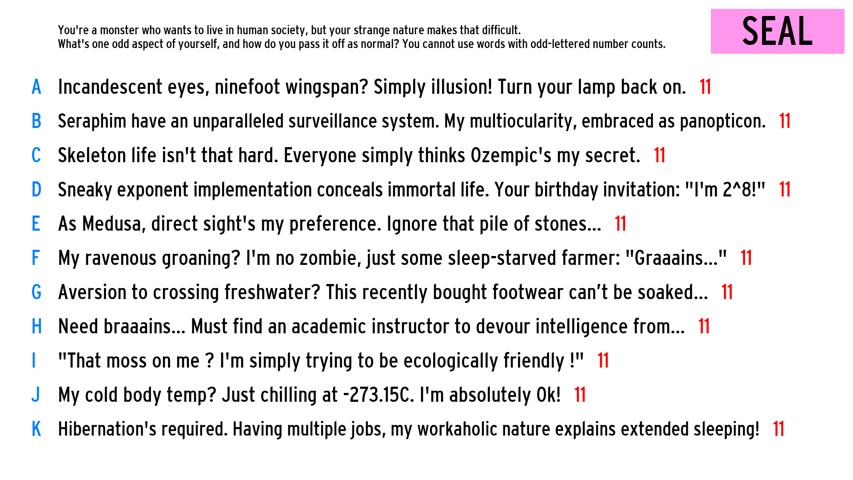 You're a monster who wants to live in human society, but your strange nature makes that difficult.
What's one odd aspect of yourself, and how do you pass it off as normal? You cannot use words with odd-lettered number counts.
SEAL
A Incandescent eyes, ninefoot wingspan? Simply illusion! Turn your lamp back on. 11
B Seraphim have an unparalleled surveillance system. My multiocularity, embraced as panopticon. 11
C Skeleton life isn't that hard. Everyone simply thinks Ozempic's my secret. 11
D Sneaky exponent implementation conceals immortal life. Your birthday invitation: "I'm 2^8!" 11
E As Medusa, direct sight's my preference. Ignore that pile of stones... 11
F My ravenous groaning? I'm no zombie, just some sleep-starved farmer: "Graaains..." 11
G Aversion to crossing freshwater? This recently bought footwear can’t be soaked... 11
H Need braaains... Must find an academic instructor to devour intelligence from... 11
I "That moss on me ? I'm simply trying to be ecologically friendly !" 11
J My cold body temp? Just chilling at -273.15C. I'm absolutely 0k! 11
K Hibernation's required. Having multiple jobs, my workaholic nature explains extended sleeping! 11